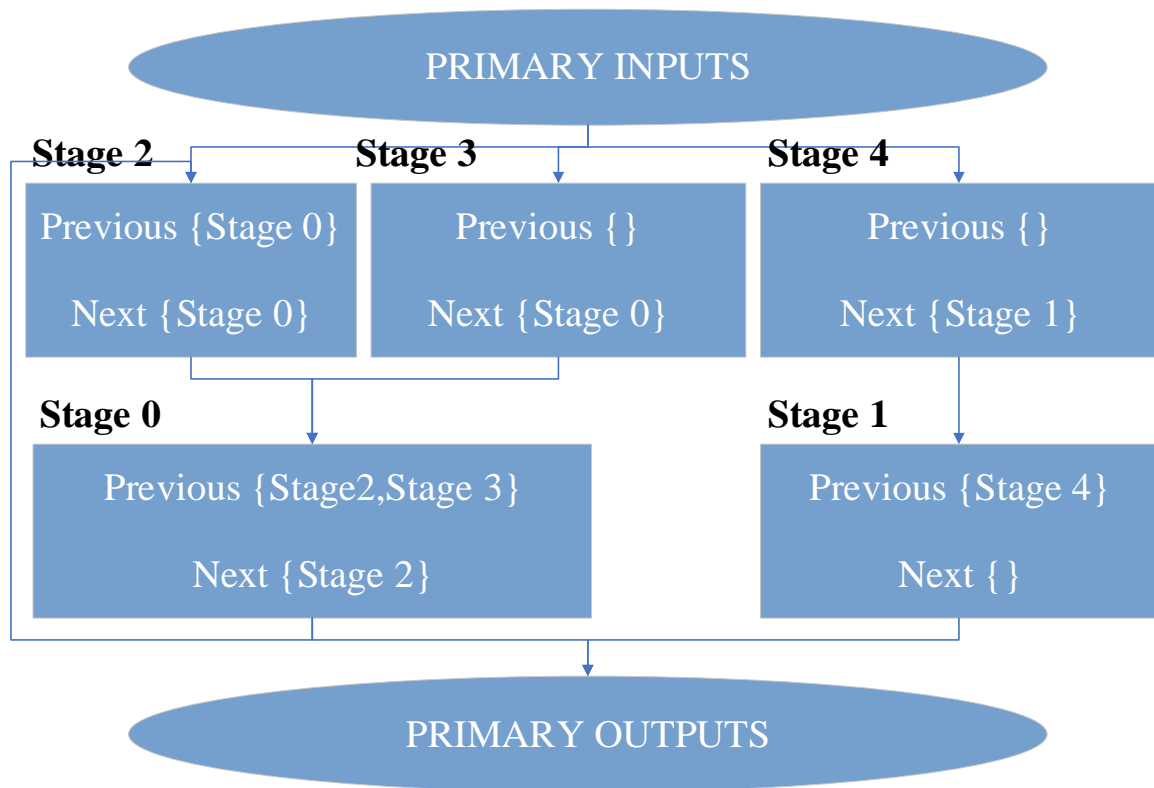 PRIMARY INPUTS
Stage 2
Stage 3
Stage 4
Previous {Stage 0}
Next {Stage 0}
Previous {}
Next {Stage 0}
Previous {}
Next {Stage 1}
Stage 0
Stage 1
Previous {Stage2,Stage 3}
Next {Stage 2}
Previous {Stage 4}
Next {}
PRIMARY OUTPUTS